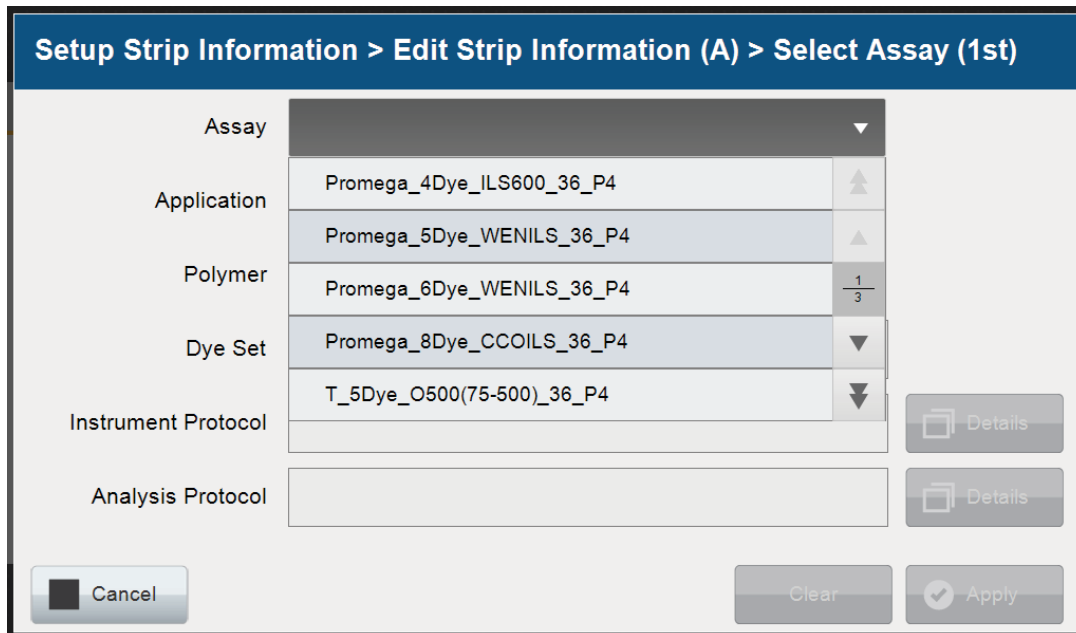 Setup Strip Information > Edit Strip Information (A) > Select Assay (1st)
Assay
Promega_4Dye_ILS600_36_P4
Application
Promega_5Dye_WENILS_36_P4
Polymer
Promega_6Dye_WENILS_36_P4
1
3
Dye Set
Promega_8Dye_CCOILS_36_P4
T_5Dye_O500(75-500)_36_P4
Instrument Protocol
Details
Analysis Protocol
Details
Cancel
Clear
Apply